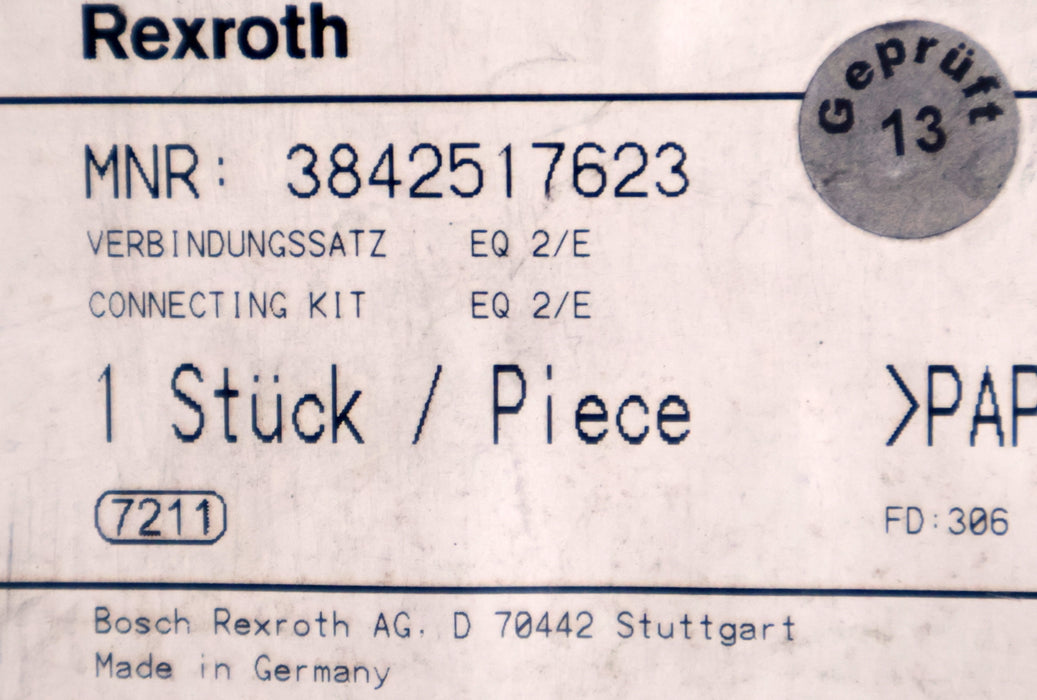 Rexroth
Geprüft
13
MNR: 3842517623
VERBINDUNGSSATZ EQ 2/E
CONNECTING KIT EQ 2/E
1 Stück / Piece >PAP
7211 FD:306
Bosch Rexroth AG. D 70442 Stuttgart
Made in Germany